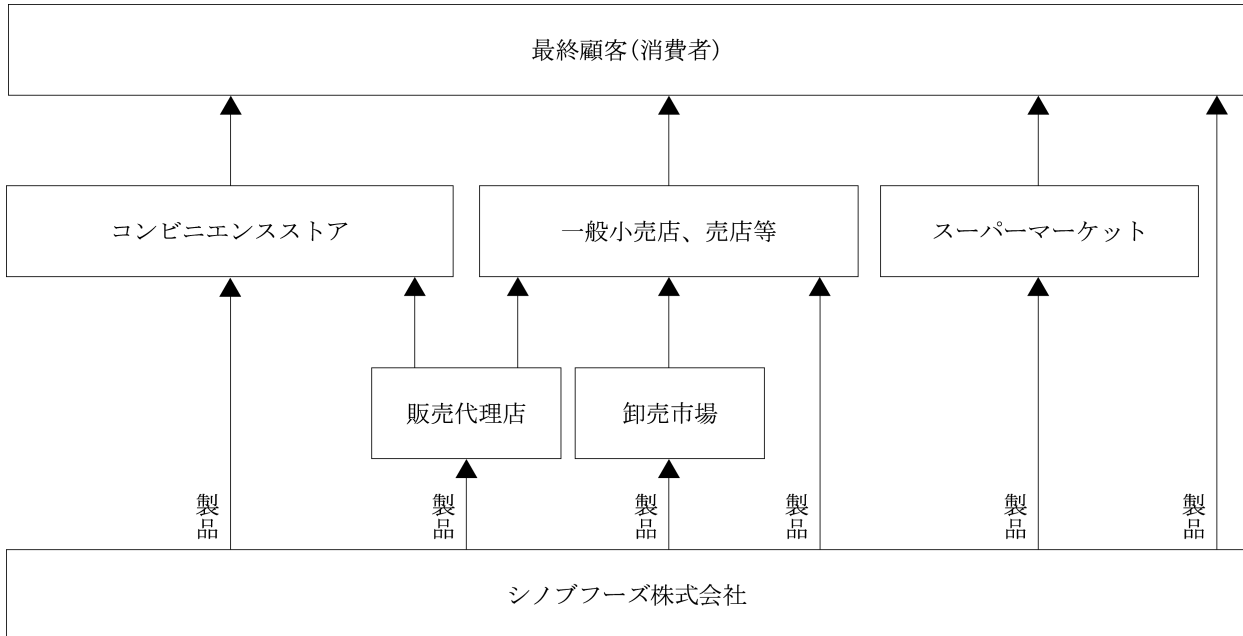 最終顧客(消費者)
コンビニエンスストア
一般小売店、売店等
スーパーマーケット
販売代理店
卸売市場
製品
製品
製品
製品
製品
製品
シノブフーズ株式会社